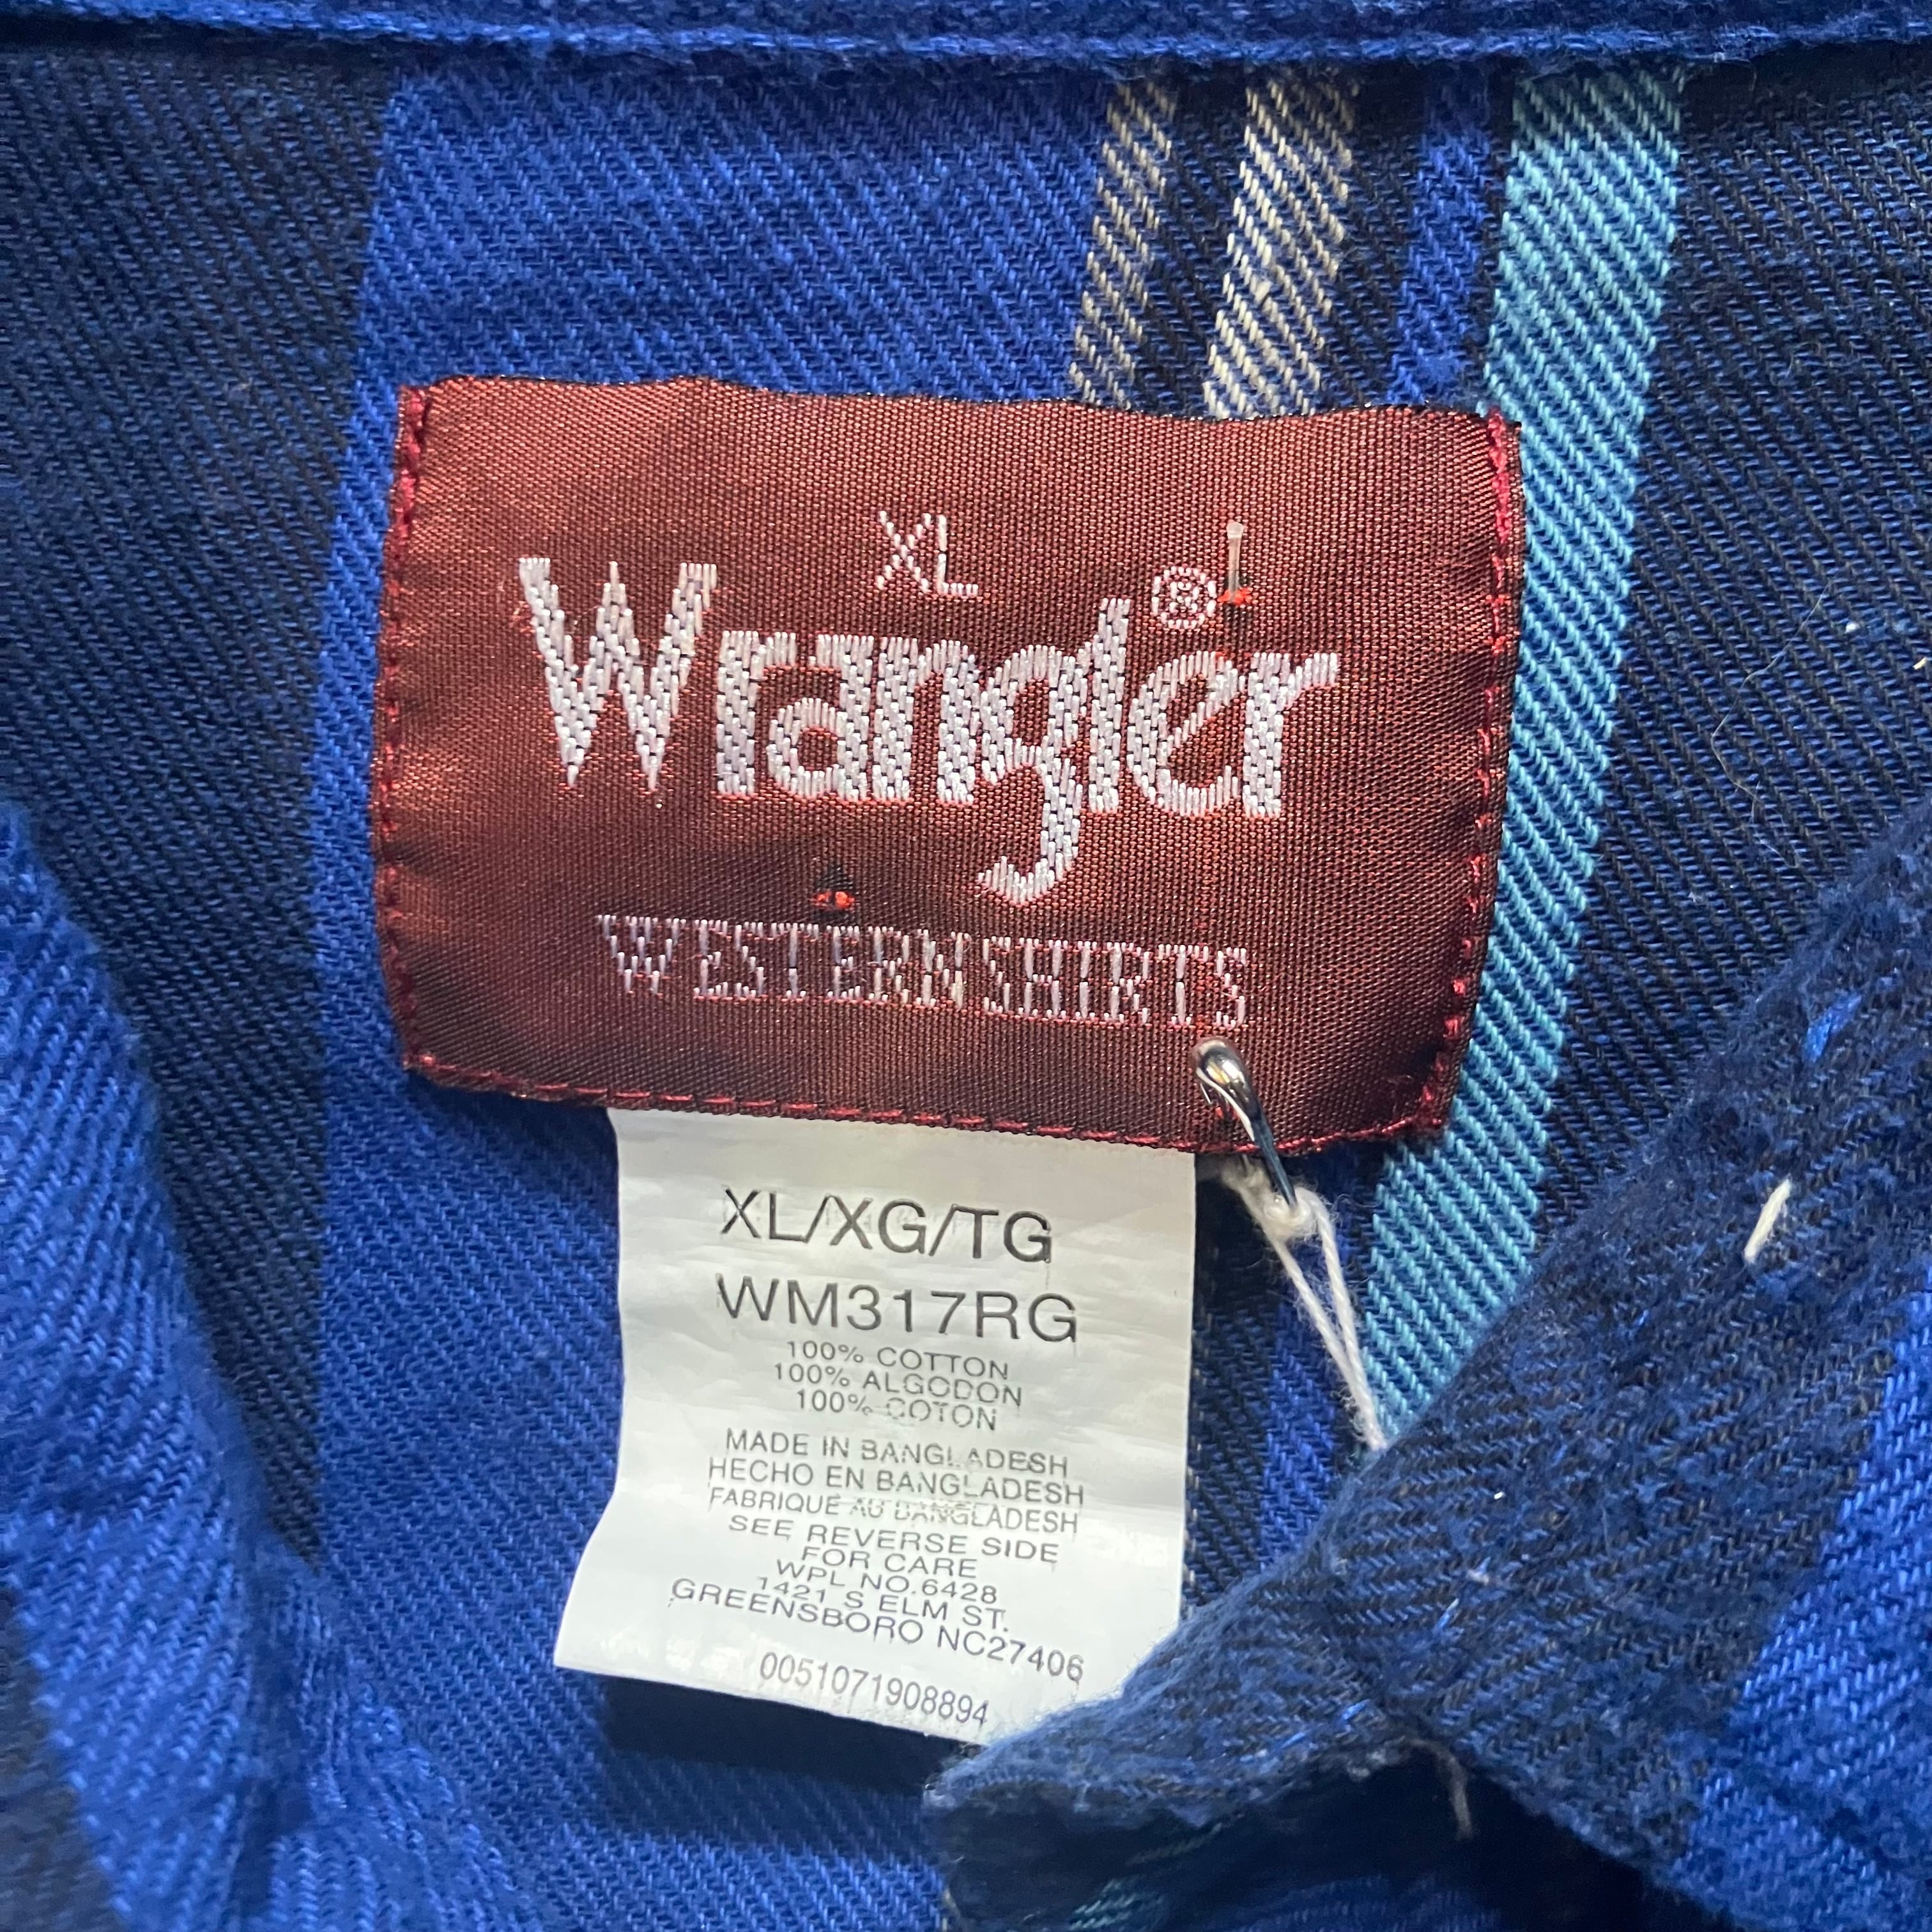 XL
Wrangler®
WESTERN SHIRTS
XL/XG/TG
WM317RG
100% COTTON
100% ALGODON
100% COTON
MADE IN BANGLADESH
HECHO EN BANGLADESH
FABRIQUE AU BANGLADESH
SEE REVERSE SIDE
FOR CARE
WPL NO.6428
1421 S ELM ST.
GREENSBORO NC27406
0051071908894